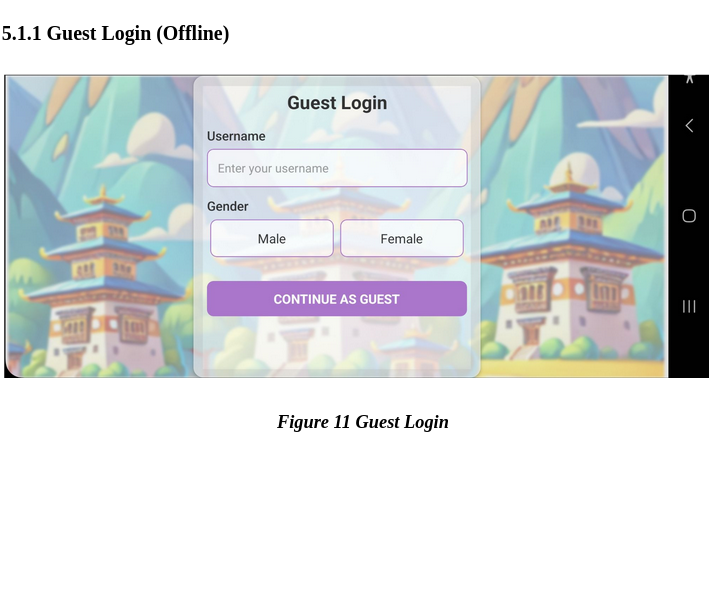 5.1.1 Guest Login (Offline)
Guest Login
Username
Enter your username
Gender
Male Female
CONTINUE AS GUEST
Figure 11 Guest Login